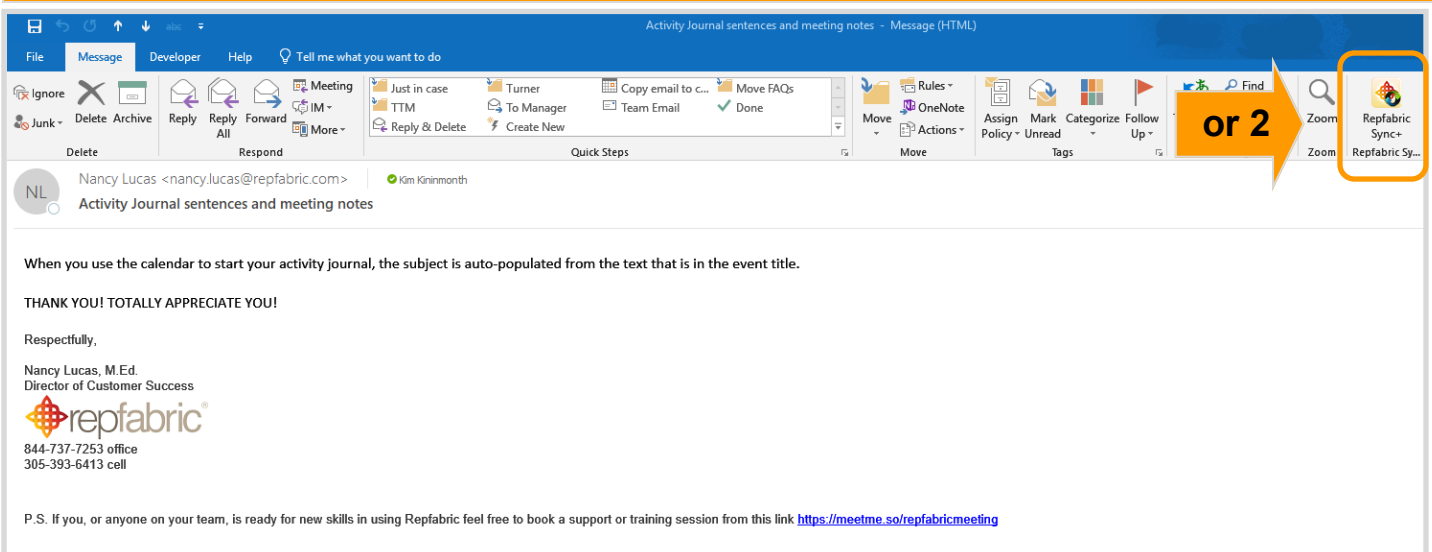 abc
Activity Journal sentences and meeting notes - Message (HTML)
File Message Developer Help Tell me what you want to do
Ignore
Junk
Delete Archive
Delete
Reply Reply All Forward
Meeting
IM
More
Respond
Just in case Turner Copy email to c... Move FAQs
TTM To Manager Team Email Done
Reply & Delete Create New
Quick Steps
Move
Rules
OneNote
Actions
Move
Assign Policy Mark Unread Categorize Follow Up
Tags
Find
or 2
Zoom
Zoom
Repfabric
Sync+
Repfabric Sy...
NL
Nancy Lucas <nancy.lucas@repfabric.com> Kim Kininmonth
Activity Journal sentences and meeting notes
When you use the calendar to start your activity journal, the subject is auto-populated from the text that is in the event title.
THANK YOU! TOTALLY APPRECIATE YOU!
Respectfully,
Nancy Lucas, M.Ed.
Director of Customer Success
repfabric®
844-737-7253 office
305-393-6413 cell
P.S. If you, or anyone on your team, is ready for new skills in using Repfabric feel free to book a support or training session from this link https://meetme.so/repfabricmeeting